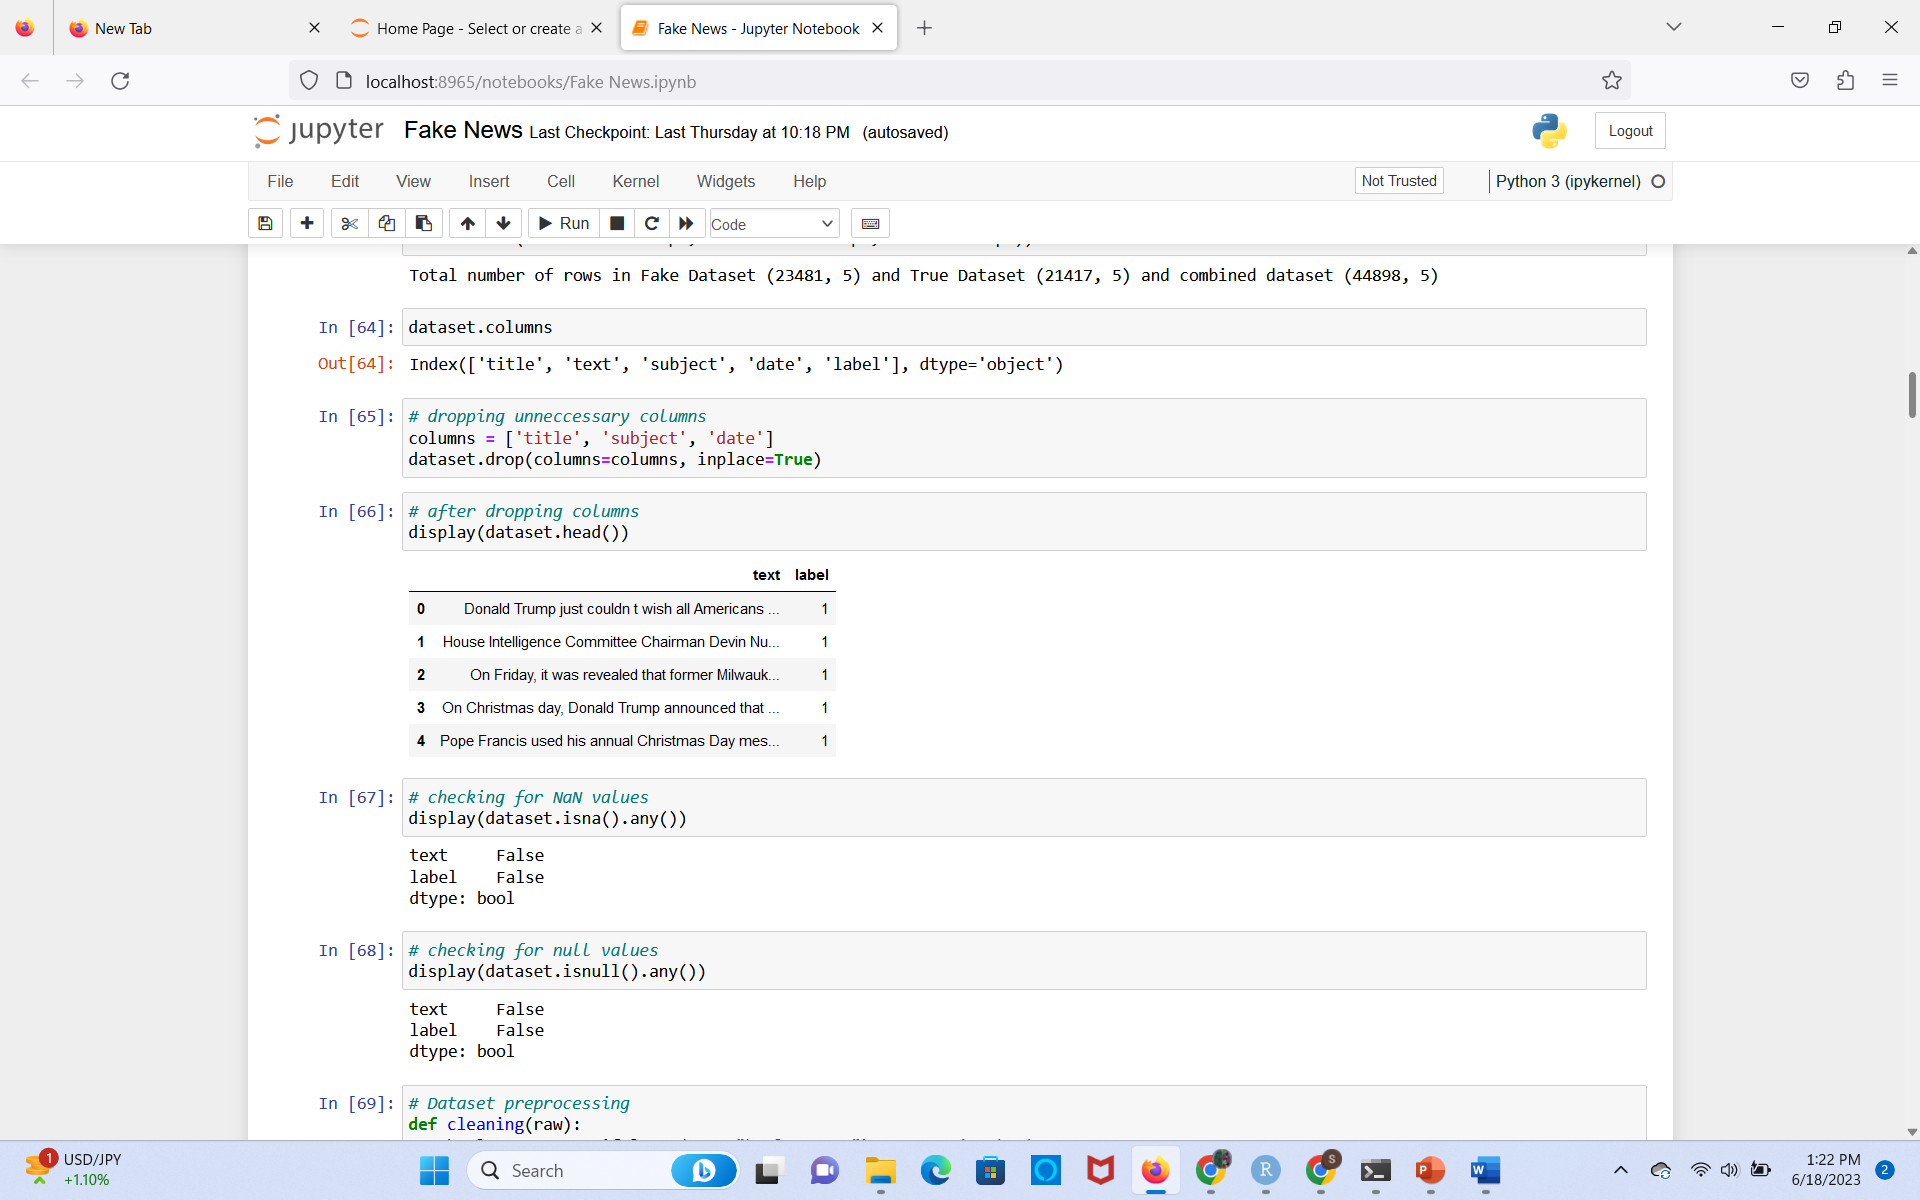 New Tab
Home Page - Select or create a
Fake News - Jupyter Notebook
localhost:8965/notebooks/Fake News.ipynb
jupyter Fake News Last Checkpoint: Last Thursday at 10:18 PM (autosaved)
Logout
File Edit View Insert Cell Kernel Widgets Help
Not Trusted
Python 3 (ipykernel)
Run
Code
Total number of rows in Fake Dataset (23481, 5) and True Dataset (21417, 5) and combined dataset (44898, 5)
In [64]: dataset.columns
Out[64]: Index(['title', 'text', 'subject', 'date', 'label'], dtype='object')
In [65]: # dropping unneccessary columns
columns = ['title', 'subject', 'date']
dataset.drop(columns=columns, inplace=True)
In [66]: # after dropping columns
display(dataset.head())
text label
0 Donald Trump just couldn t wish all Americans ... 1
1 House Intelligence Committee Chairman Devin Nu... 1
2 On Friday, it was revealed that former Milwauk... 1
3 On Christmas day, Donald Trump announced that ... 1
4 Pope Francis used his annual Christmas Day mes... 1
In [67]: # checking for NaN values
display(dataset.isna().any())
text False
label False
dtype: bool
In [68]: # checking for null values
display(dataset.isnull().any())
text False
label False
dtype: bool
In [69]: # Dataset preprocessing
def cleaning(raw):
1
USD/JPY
+1.10%
Search
R
S
P
W
1:22 PM
6/18/2023
2